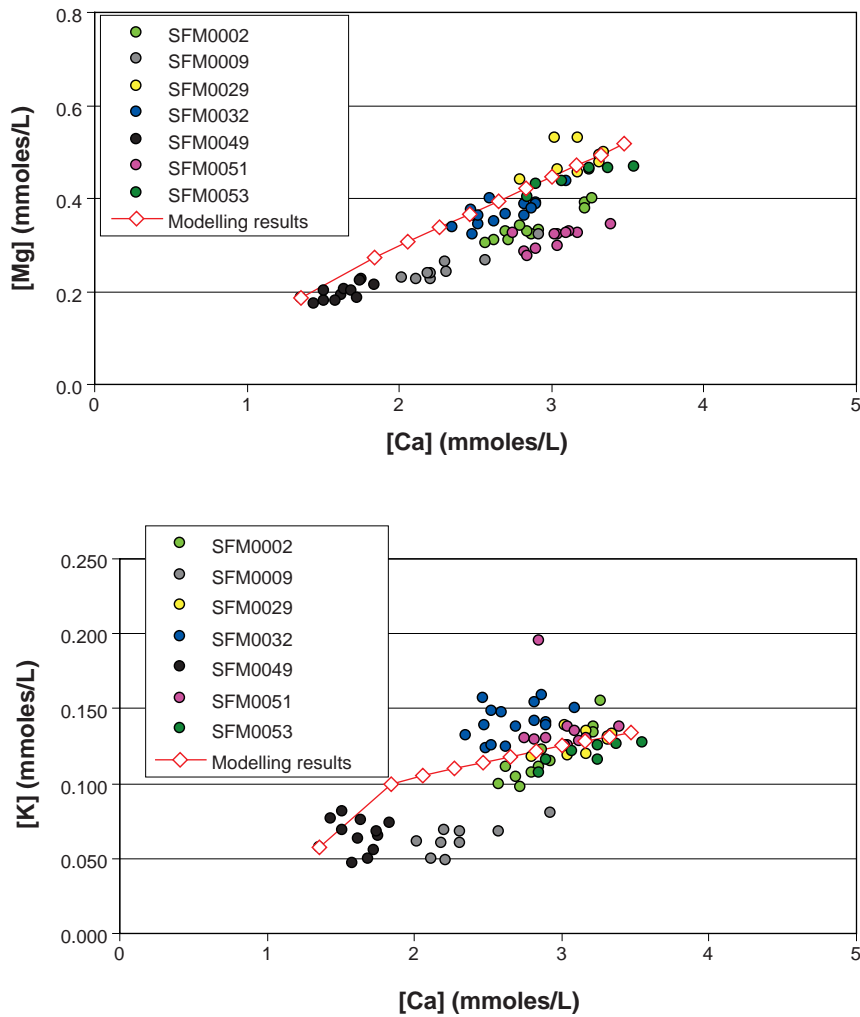 0.8
0.6
0.4
0.2
0.0
[Mg] (mmoles/L)
SFM0002
SFM0009
SFM0029
SFM0032
SFM0049
SFM0051
SFM0053
Modelling results
0 1 2 3 4 5
[Ca] (mmoles/L)
0.250
0.200
0.150
0.100
0.050
0.000
[K] (mmoles/L)
SFM0002
SFM0009
SFM0029
SFM0032
SFM0049
SFM0051
SFM0053
Modelling results
0 1 2 3 4 5
[Ca] (mmoles/L)